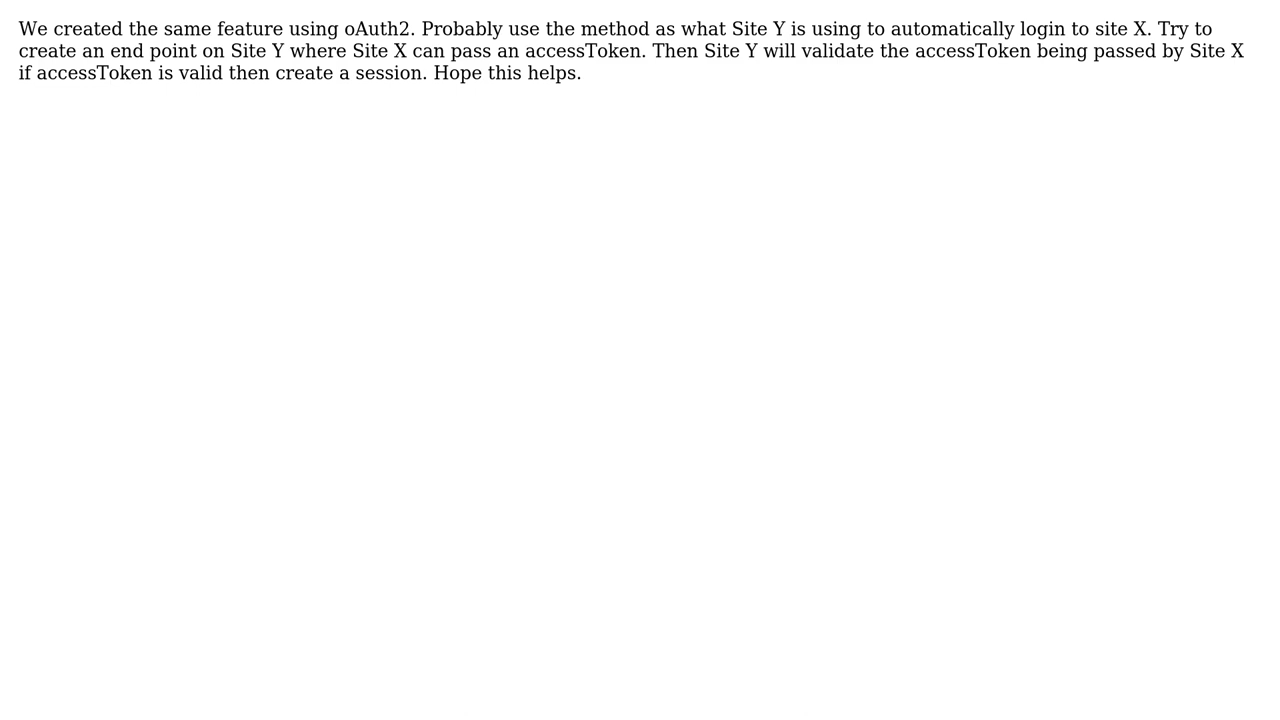 We created the same feature using oAuth2. Probably use the method as what Site Y is using to automatically login to site X. Try to
create an end point on Site Y where Site X can pass an accessToken. Then Site Y will validate the accessToken being passed by Site X
if accessToken is valid then create a session. Hope this helps.